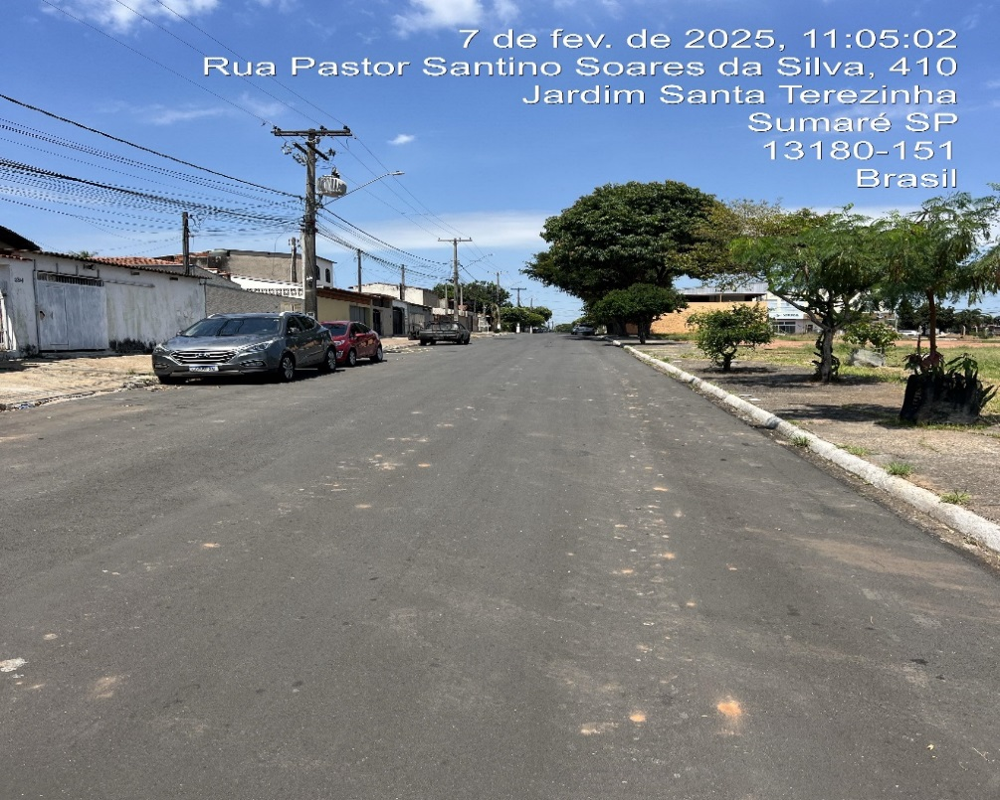 7 de fev. de 2025, 11:05:02
Rua Pastor Santino Soares da Silva, 410
Jardim Santa Terezinha
Sumaré SP
13180-151
Brasil